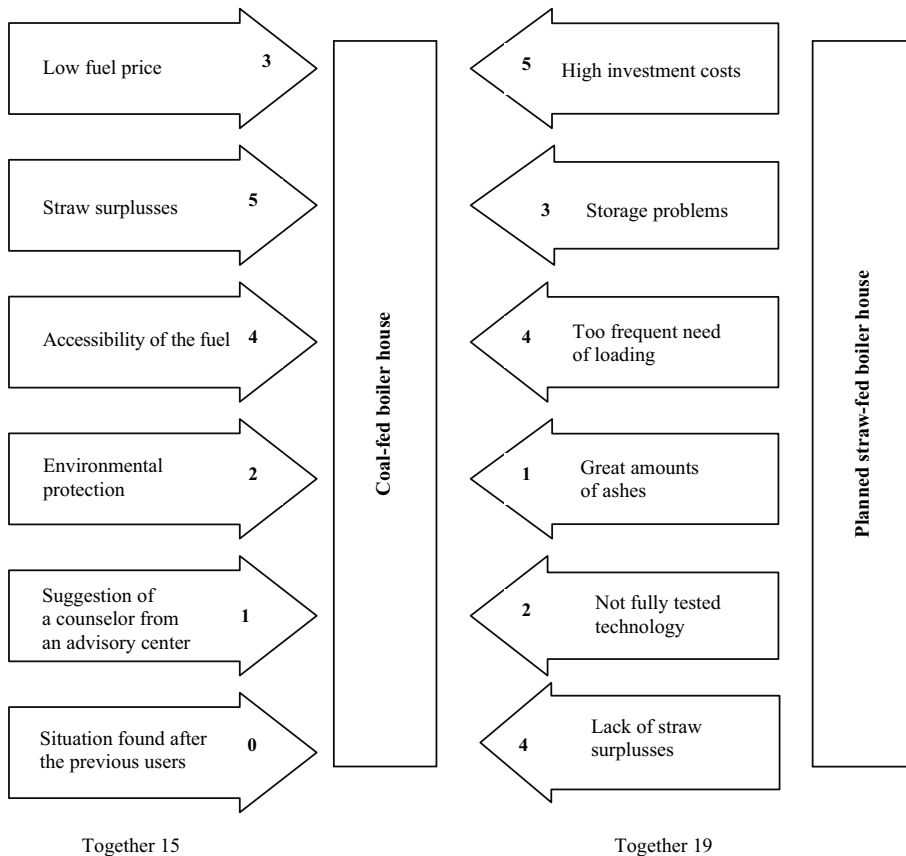 Low fuel price
3
Straw surplusses
5
Accessibility of the fuel
4
Environmental
protection
2
Suggestion of
a counselor from
an advisory center
1
Situation found after
the previous users
0
Together 15
Coal-fed boiler house
5
High investment costs
3
Storage problems
4
Too frequent need
of loading
1
Great amounts
of ashes
2
Not fully tested
technology
4
Lack of straw
surplusses
Together 19
Planned straw-fed boiler house